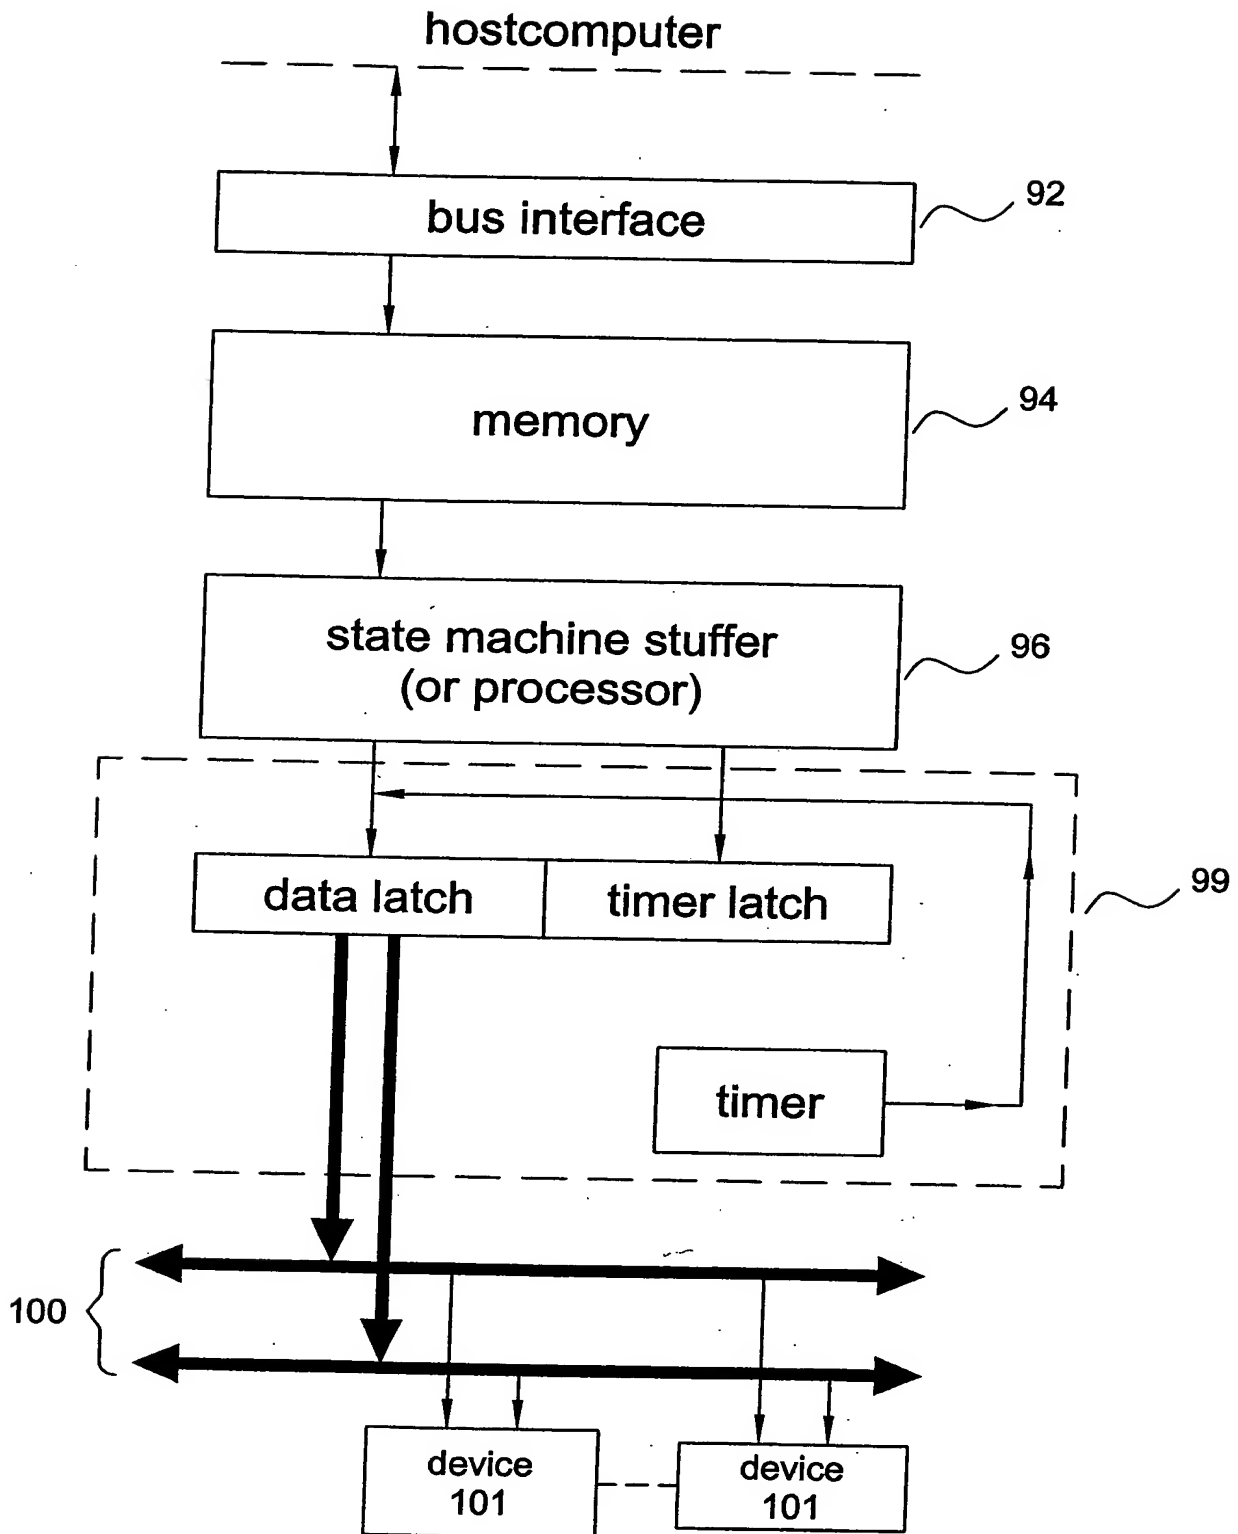 hostcomputer
bus interface
92
memory
94
state machine stuffer
(or processor)
96
data latch
timer latch
99
timer
100
device
101
device
101